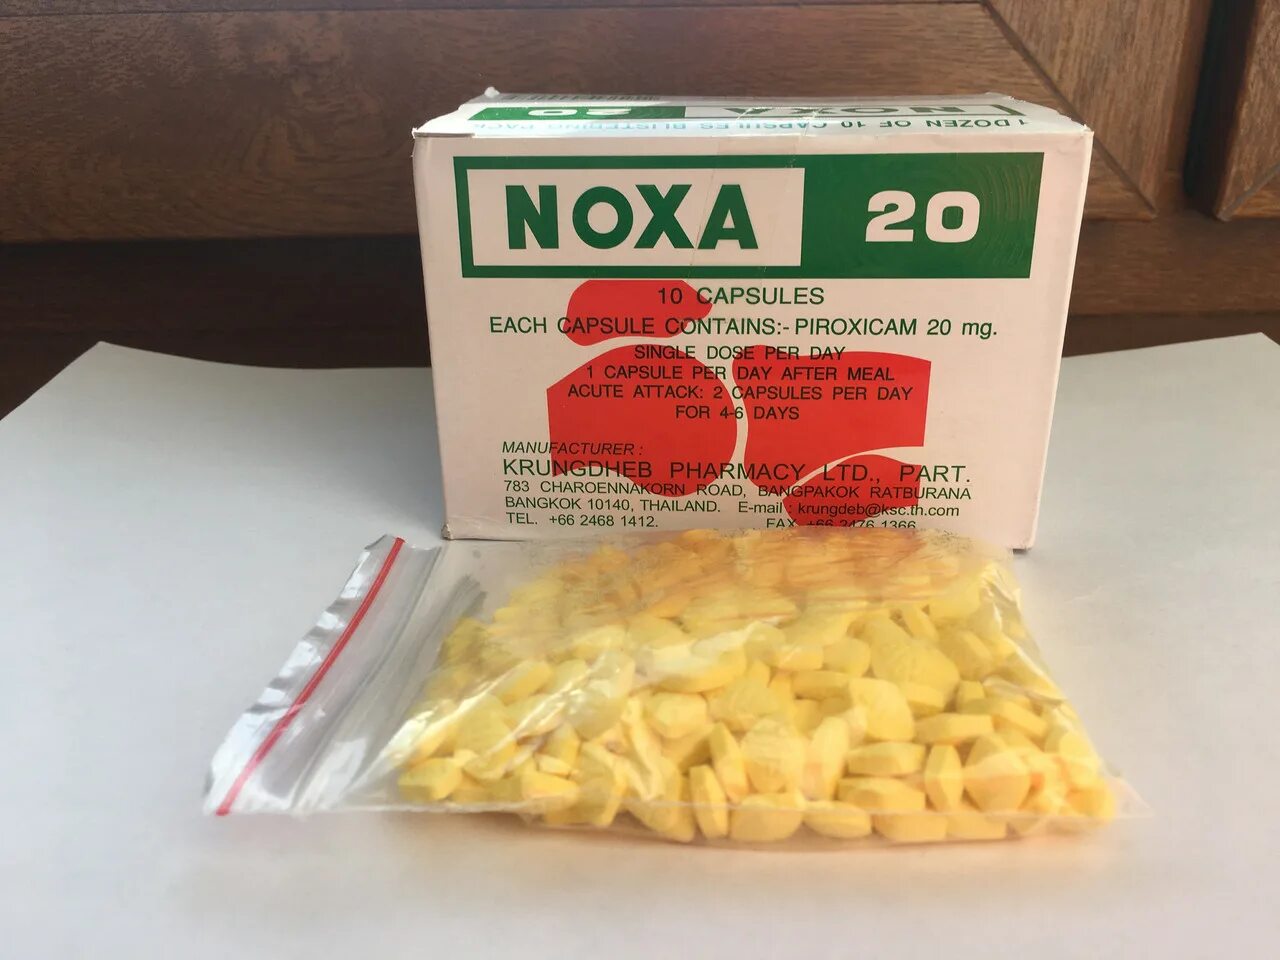 20 NOXA
1 DOZEN OF 10 CAPSULES BLISTERING PACK
NOXA 20
10 CAPSULES
EACH CAPSULE CONTAINS:- PIROXICAM 20 mg.
SINGLE DOSE PER DAY
1 CAPSULE PER DAY AFTER MEAL
ACUTE ATTACK: 2 CAPSULES PER DAY
FOR 4-6 DAYS
MANUFACTURER :
KRUNGDHEB PHARMACY LTD., PART.
783 CHAROENNAKORN ROAD, BANGPAKOK RATBURANA
BANGKOK 10140, THAILAND. E-mail : krungdeb@ksc.th.com
TEL. +66 2468 1412. FAX +66 2476 1366